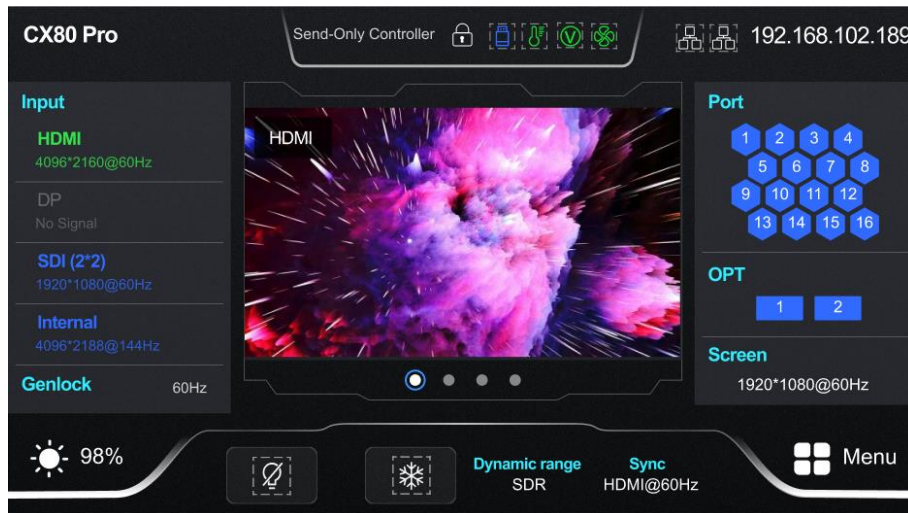 CX80 Pro
Send-Only Controller
192.168.102.189
Input
HDMI
4096*2160@60Hz
DP
No Signal
SDI (2*2)
1920*1080@60Hz
Internal
4096*2188@144Hz
Genlock 60Hz
HDMI
Port
1 2 3 4
5 6 7 8
9 10 11 12
13 14 15 16
OPT
1 2
Screen
1920*1080@60Hz
98%
Dynamic range
SDR
Sync
HDMI@60Hz
Menu